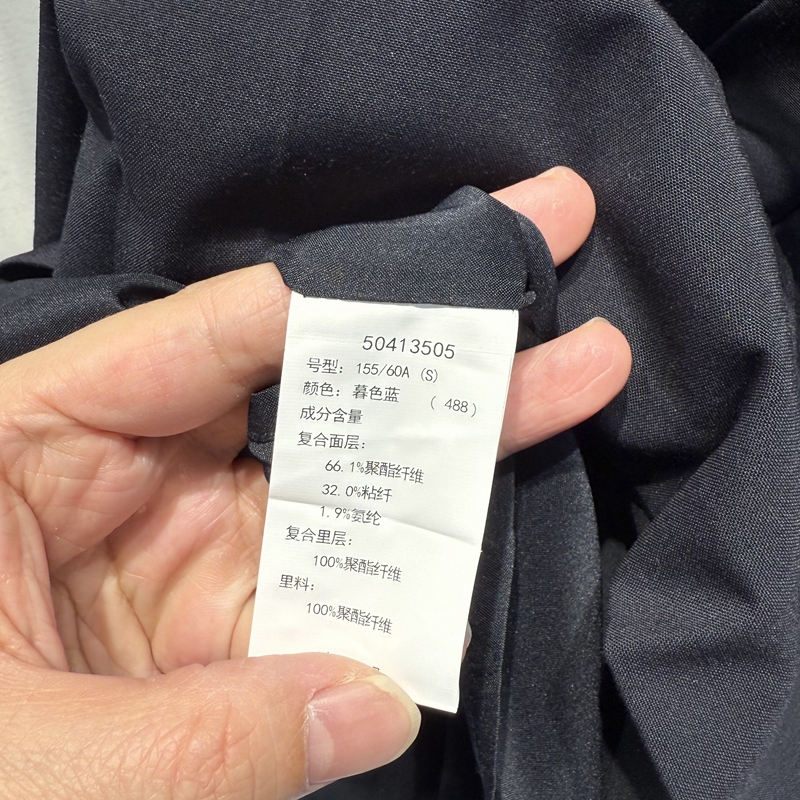 50413505
号型：155/60A（S）
颜色：暮色蓝 （488）
成分含量
复合面层：
66.1%聚酯纤维
32.0%粘纤
1.9%氨纶
复合里层：
100%聚酯纤维
里料：
100%聚酯纤维